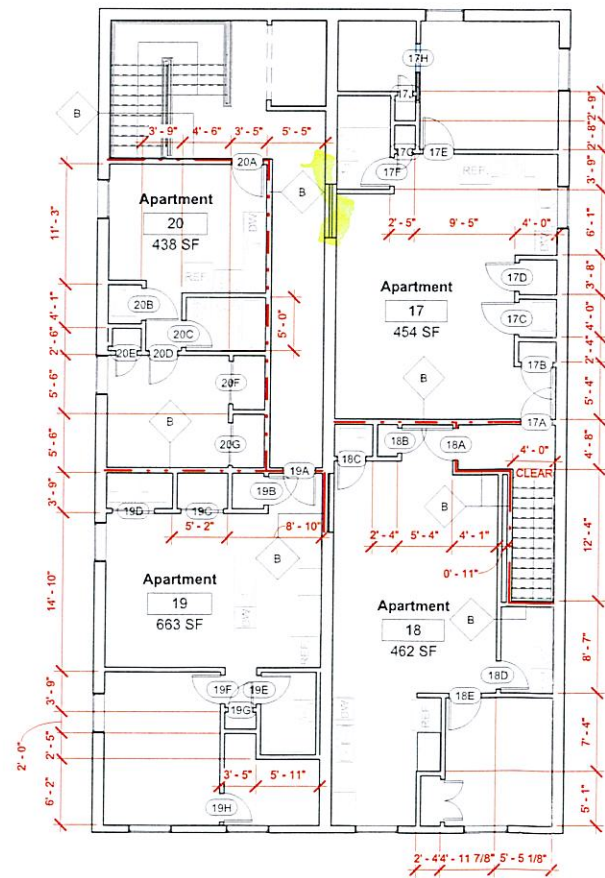 17H
17J
B
3' - 9"
4' - 6"
3' - 5"
5' - 5"
2' - 9"
2' - 8"
3' - 9"
20A
17G
17E
17F
REF.
11' - 3"
Apartment
20
438 SF
B
DW
REF
2' - 5"
9' - 5"
4' - 0"
DW
6' - 1"
17D
3' - 8"
Apartment
17
454 SF
17C
4' - 0"
20B
4' - 1"
20C
5' - 0"
2' - 6"
20E
20D
17B
2' - 4"
5' - 6"
20F
B
5' - 4"
17A
B
20G
5' - 6"
18B
18A
18C
4' - 0"
CLEAR
4' - 8"
19A
3' - 9"
19B
19D
19C
5' - 2"
8' - 10"
B
2' - 4"
5' - 4"
4' - 1"
0' - 11"
12' - 4"
B
Apartment
19
663 SF
14' - 10"
DW
REF
Apartment
18
462 SF
B
8' - 7"
18D
19F
19E
3' - 9"
19G
18E
REF
7' - 4"
2' - 0"
2' - 5"
3' - 5"
5' - 11"
6' - 2"
19H
5' - 1"
2' - 4"
4' - 11 7/8"
5' - 5 1/8"